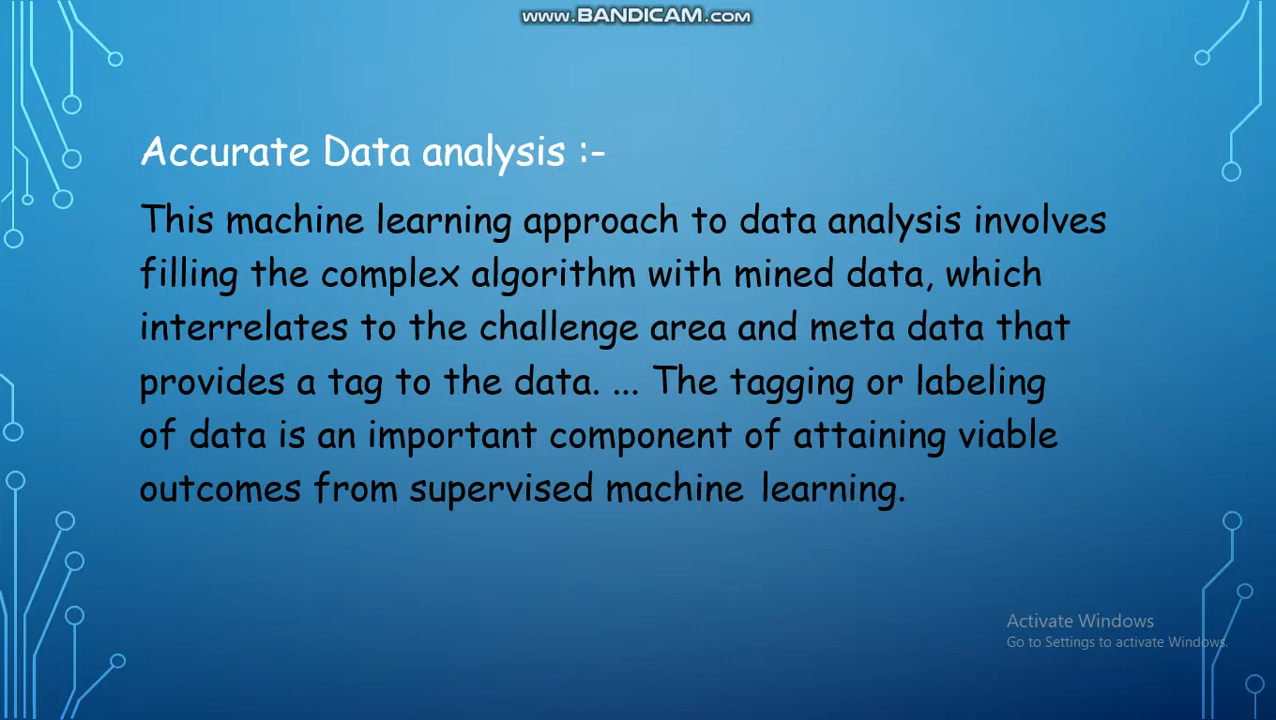 www.BANDICAM.com
Accurate Data analysis :-
This machine learning approach to data analysis involves
filling the complex algorithm with mined data, which
interrelates to the challenge area and meta data that
provides a tag to the data. ... The tagging or labeling
of data is an important component of attaining viable
outcomes from supervised machine learning.
Activate Windows
Go to Settings to activate Windows.